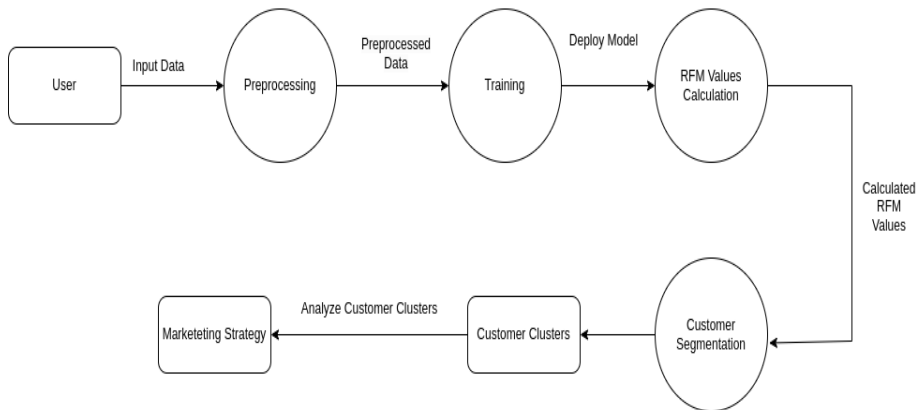 User
Input Data
Preprocessing
Preprocessed
Data
Training
Deploy Model
RFM Values
Calculation
Calculated
RFM
Values
Customer
Segmentation
Customer Clusters
Analyze Customer Clusters
Marketeting Strategy